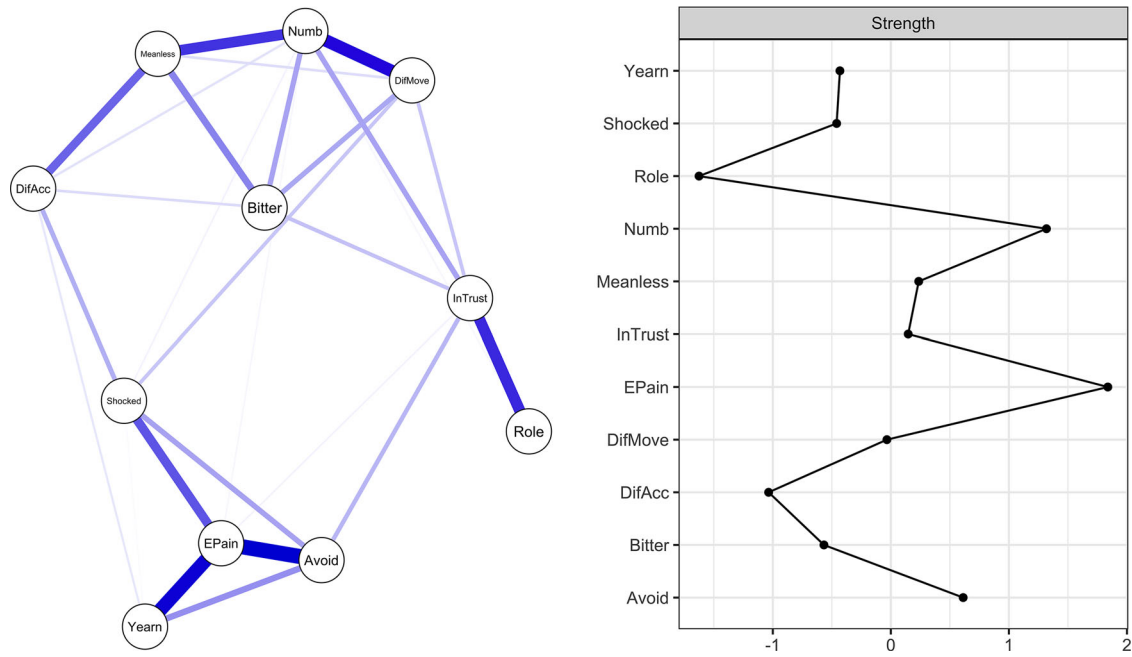 Numb
Meanless
DifMove
DifAcc
Bitter
InTrust
Shocked
Role
EPain
Avoid
Yearn
Strength
Yearn
Shocked
Role
Numb
Meanless
InTrust
EPain
DifMove
DifAcc
Bitter
Avoid
-1 0 1 2